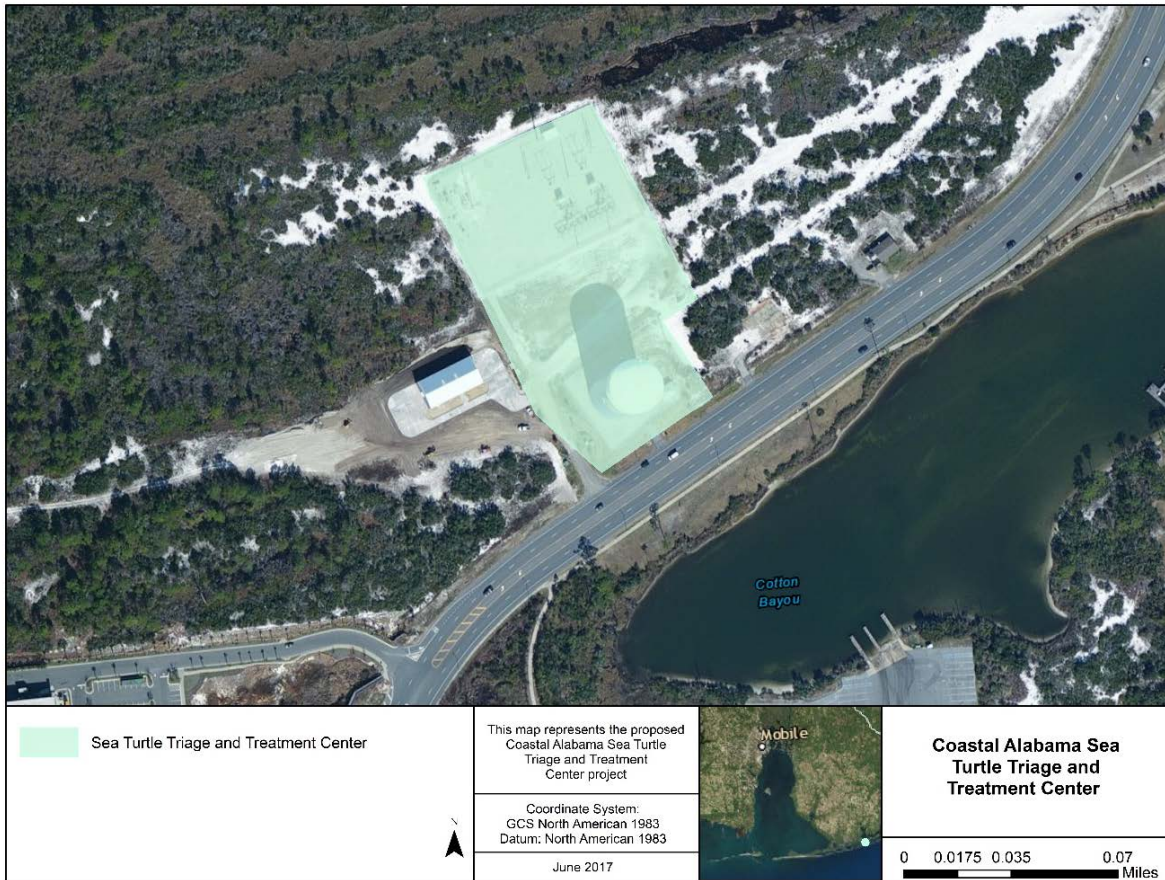 Cotton
Bayou
Sea Turtle Triage and Treatment Center
N
This map represents the proposed
Coastal Alabama Sea Turtle
Triage and Treatment
Center project
Coordinate System:
GCS North American 1983
Datum: North American 1983
June 2017
Mobile
Coastal Alabama Sea
Turtle Triage and
Treatment Center
0 0.0175 0.035 0.07
Miles